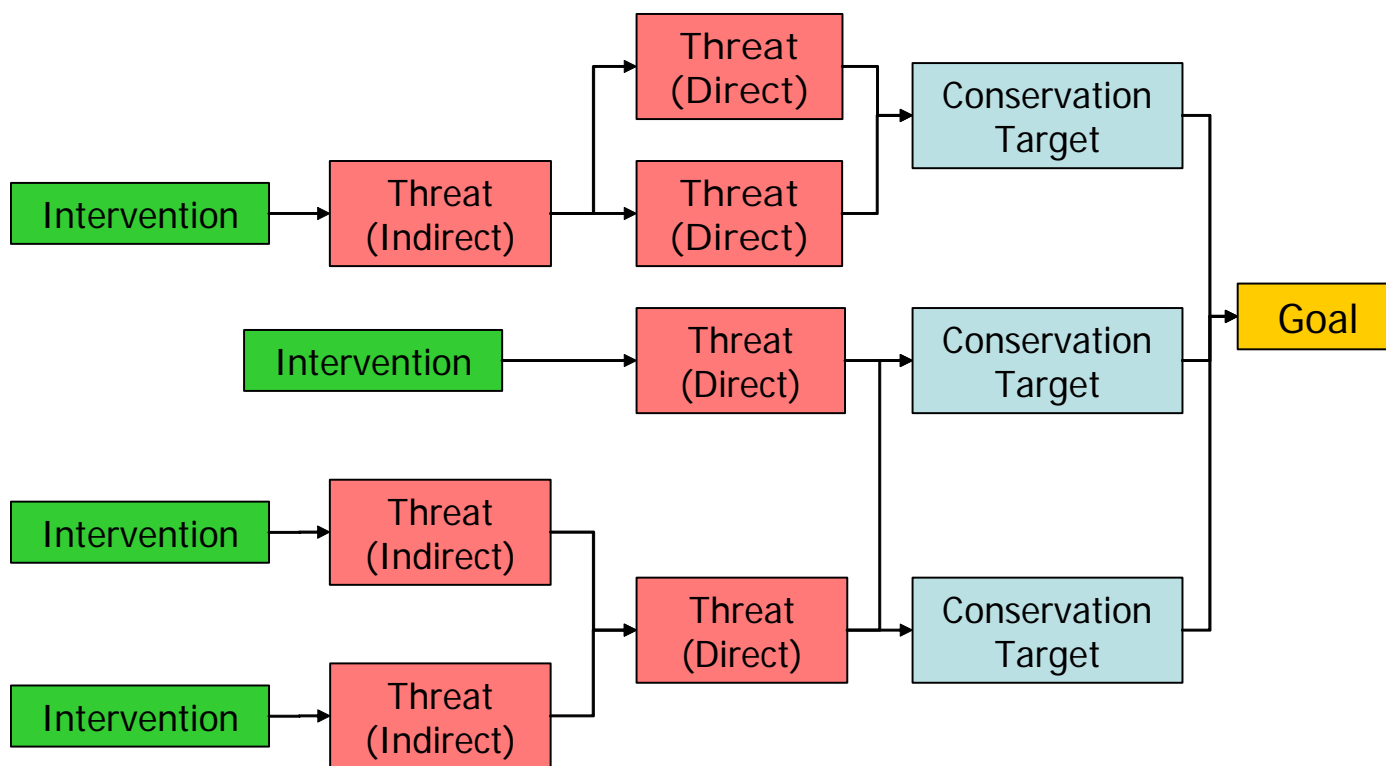 Threat
(Direct)
Conservation
Target
Intervention
Threat
(Indirect)
Threat
(Direct)
Intervention
Threat
(Direct)
Conservation
Target
Goal
Intervention
Threat
(Indirect)
Threat
(Direct)
Conservation
Target
Intervention
Threat
(Indirect)